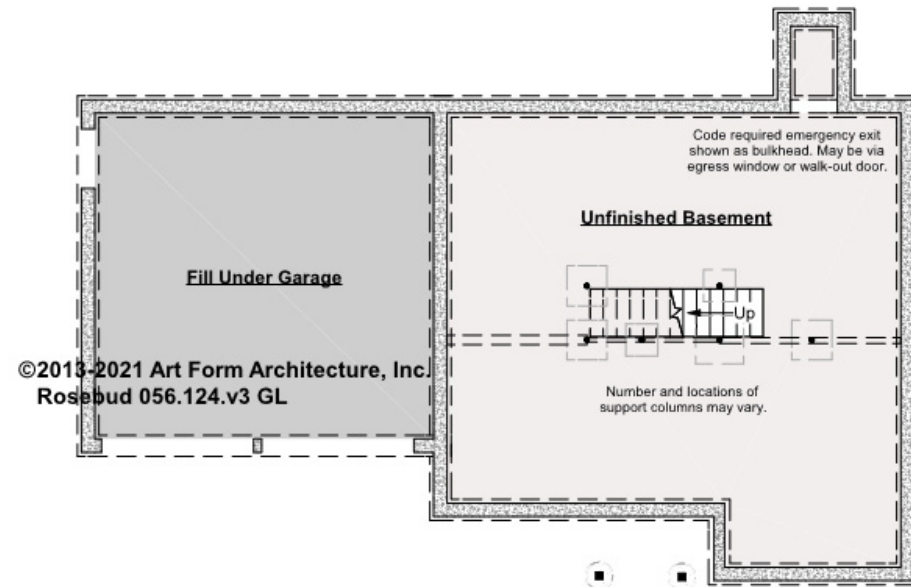 Code required emergency exit
shown as bulkhead. May be via
egress window or walk-out door.
Unfinished Basement
Fill Under Garage
Up
©2013-2021 Art Form Architecture, Inc.
Rosebud 056.124.v3 GL
Number and locations of
support columns may vary.